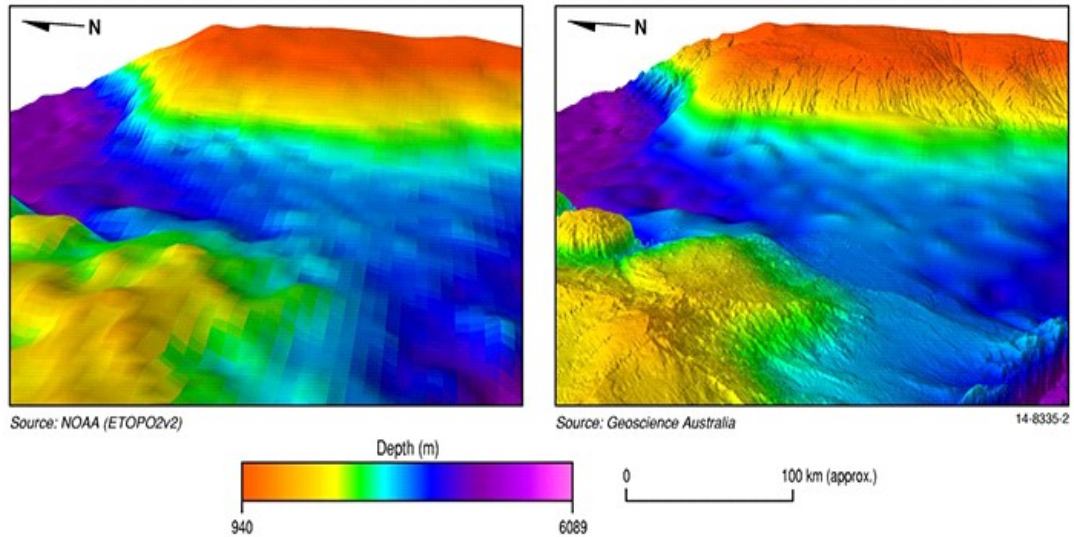 N
N
Source: NOAA (ETOPO2v2)
Source: Geoscience Australia
14-8335-2
Depth (m)
940
6089
0
100 km (approx.)